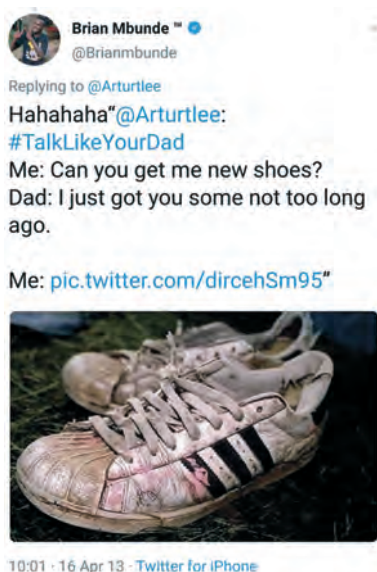 Brian Mbunde ™
@Brianmbunde
Replying to @Arturtlee
Hahahaha"@Arturtlee:
#TalkLikeYourDad
Me: Can you get me new shoes?
Dad: I just got you some not too long
ago.
Me: pic.twitter.com/dircehSm95"
10:01 · 16 Apr 13 · Twitter for iPhone